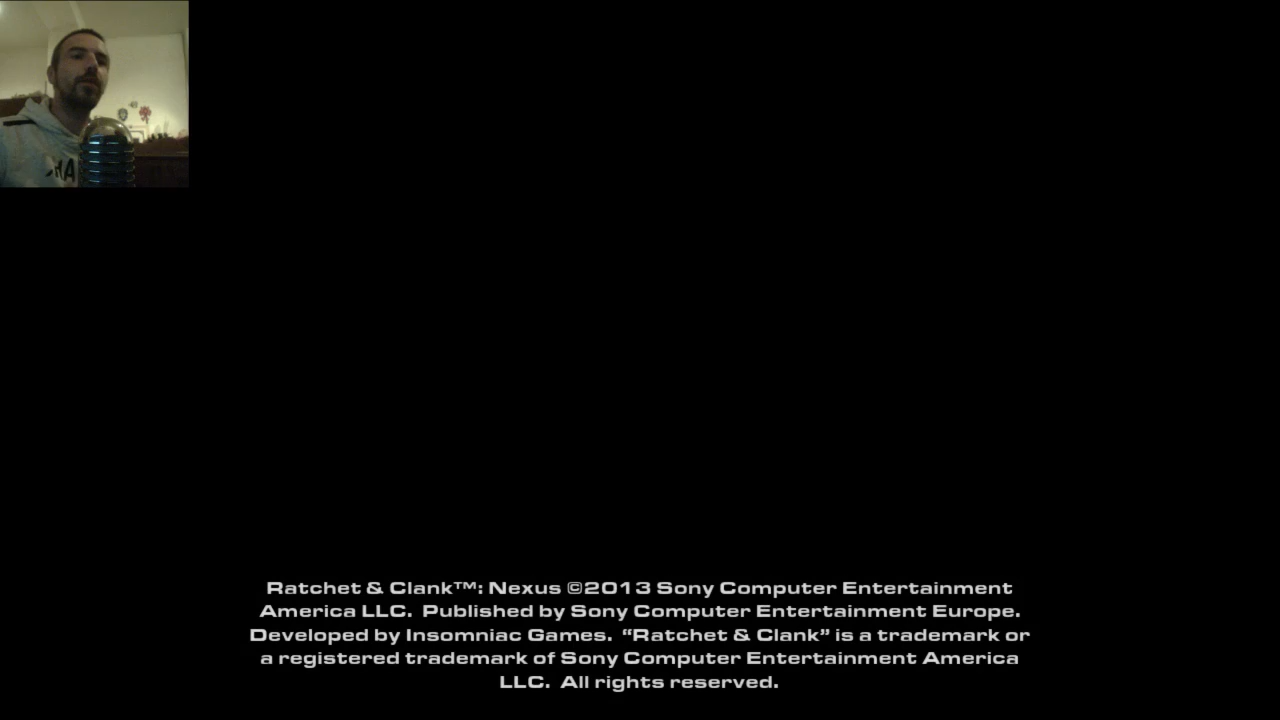 HA
Ratchet & Clank™: Nexus ©2013 Sony Computer Entertainment
America LLC.  Published by Sony Computer Entertainment Europe.
Developed by Insomniac Games.  “Ratchet & Clank” is a trademark or
a registered trademark of Sony Computer Entertainment America
LLC.  All rights reserved.